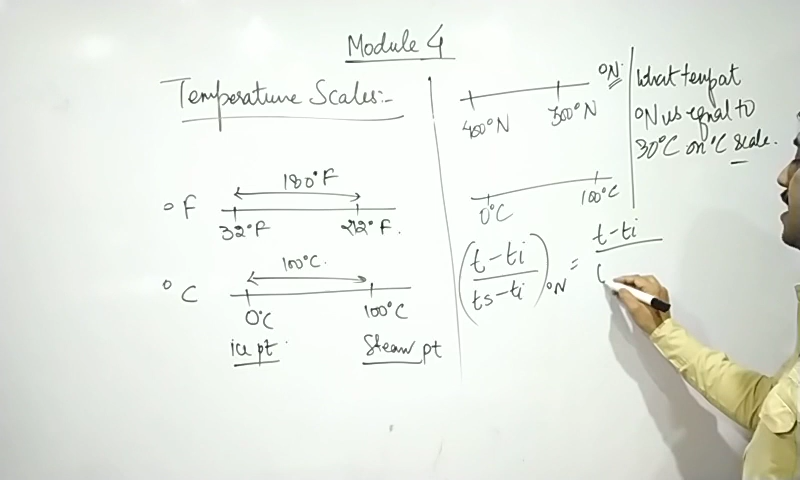 Module 4
Temperature Scales:-
180°F
°F
32°F
212°F.
100°C.
°C
0°C
100°C
ice pt.
Steam pt
°N.
400°N
300°N
0°C
100°C
(t-ti / ts-ti)°N = t-ti / (
What temp at
°N is equal to
30°C on °C Scale.